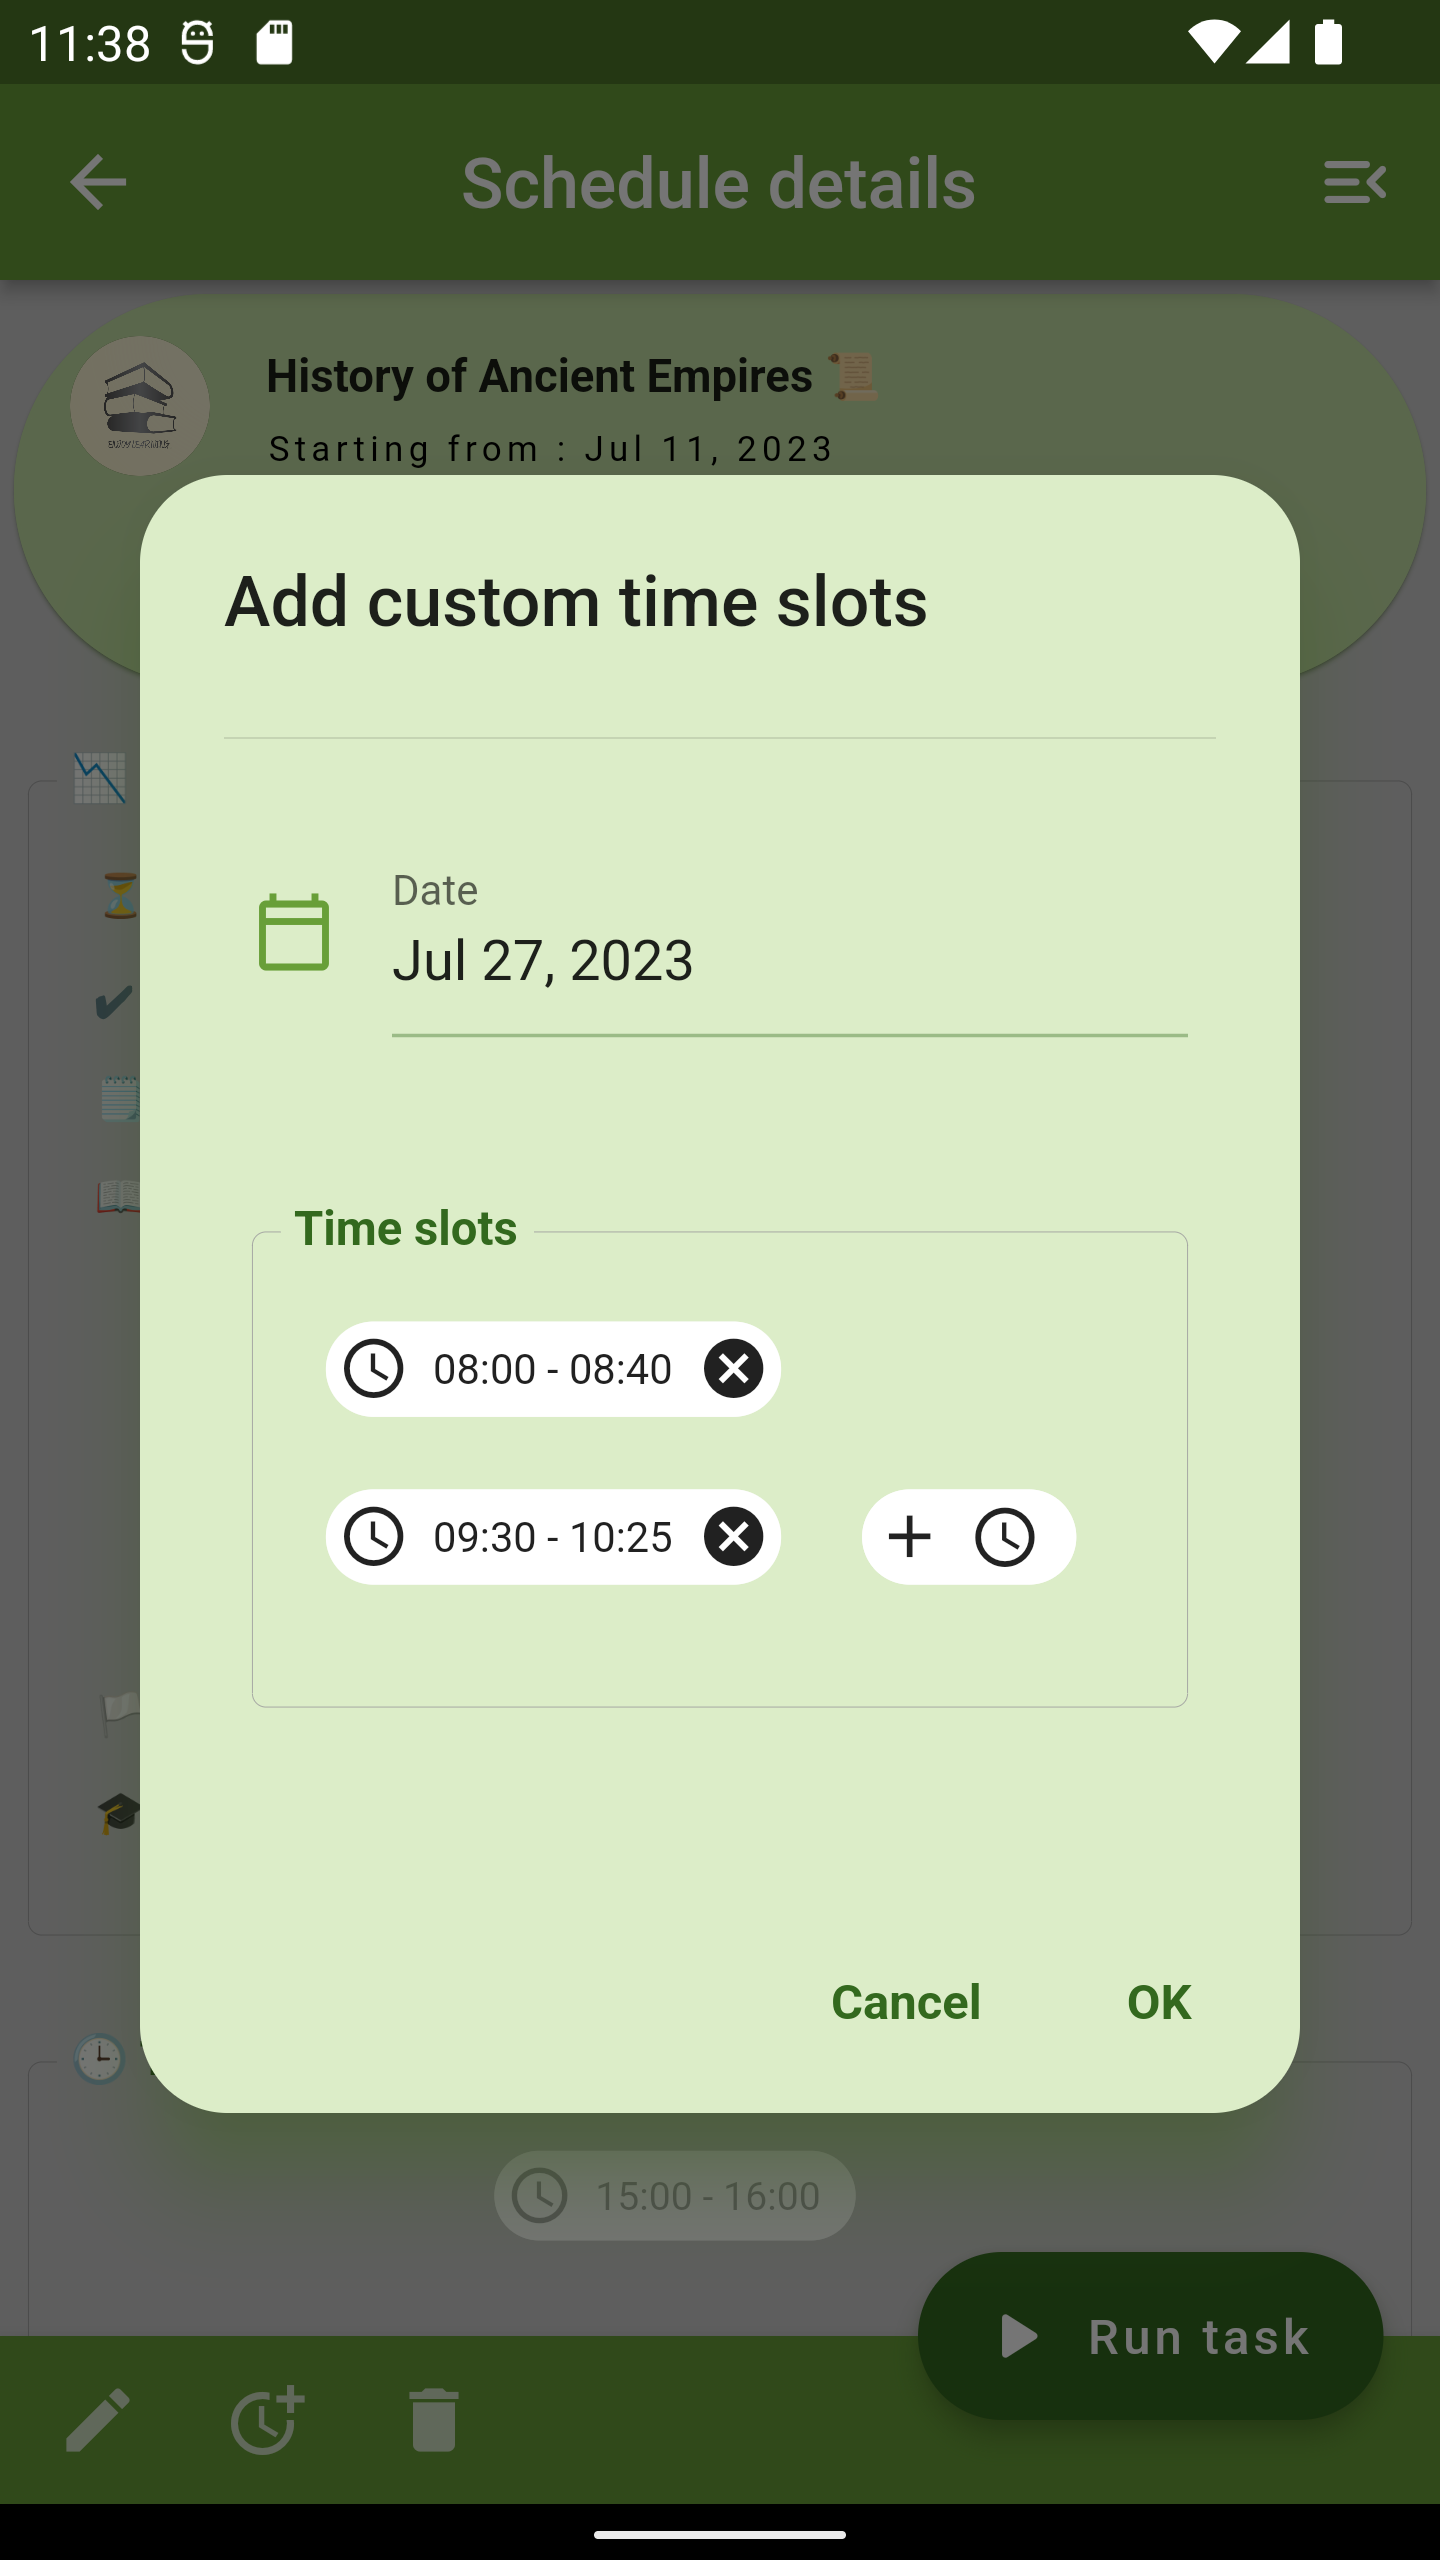 11:38
Schedule details
History of Ancient Empires 📜
Starting from : Jul 11, 2023
Add custom time slots
Date
Jul 27, 2023
Time slots
08:00 - 08:40
09:30 - 10:25
Cancel
OK
15:00 - 16:00
Run task